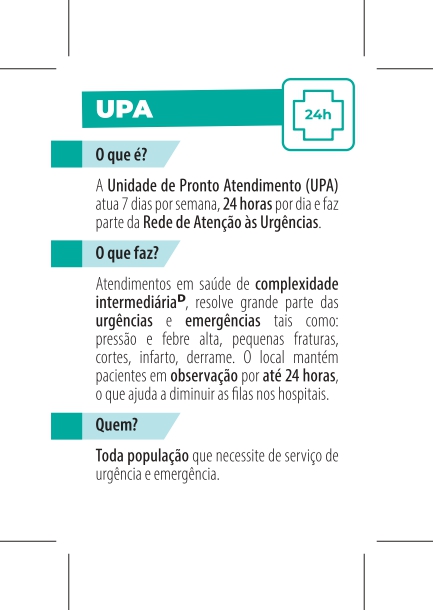 UPA
24h
O que é?
A Unidade de Pronto Atendimento (UPA)
atua 7 dias por semana, 24 horas por dia e faz
parte da Rede de Atenção às Urgências.
O que faz?
Atendimentos em saúde de complexidade
intermediáriaᴰ, resolve grande parte das
urgências e emergências tais como:
pressão e febre alta, pequenas fraturas,
cortes, infarto, derrame. O local mantém
pacientes em observação por até 24 horas,
o que ajuda a diminuir as filas nos hospitais.
Quem?
Toda população que necessite de serviço de
urgência e emergência.